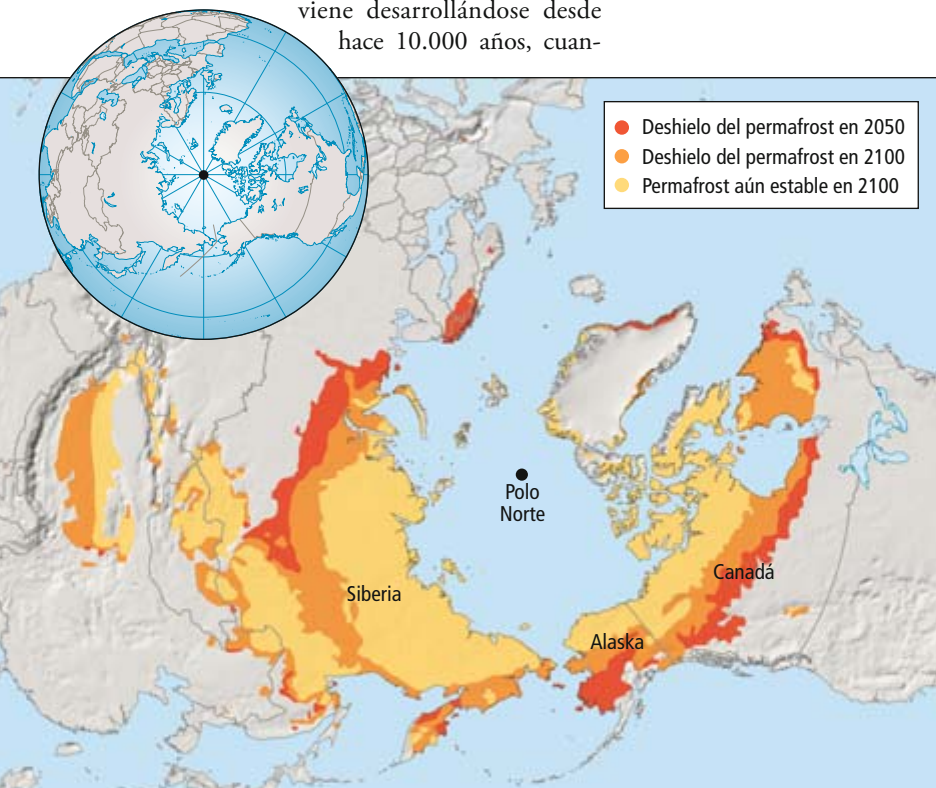 viene desarrollándose desde
hace 10.000 años, cuan-
Deshielo del permafrost en 2050
Deshielo del permafrost en 2100
Permafrost aún estable en 2100
Polo
Norte
Siberia
Canadá
Alaska